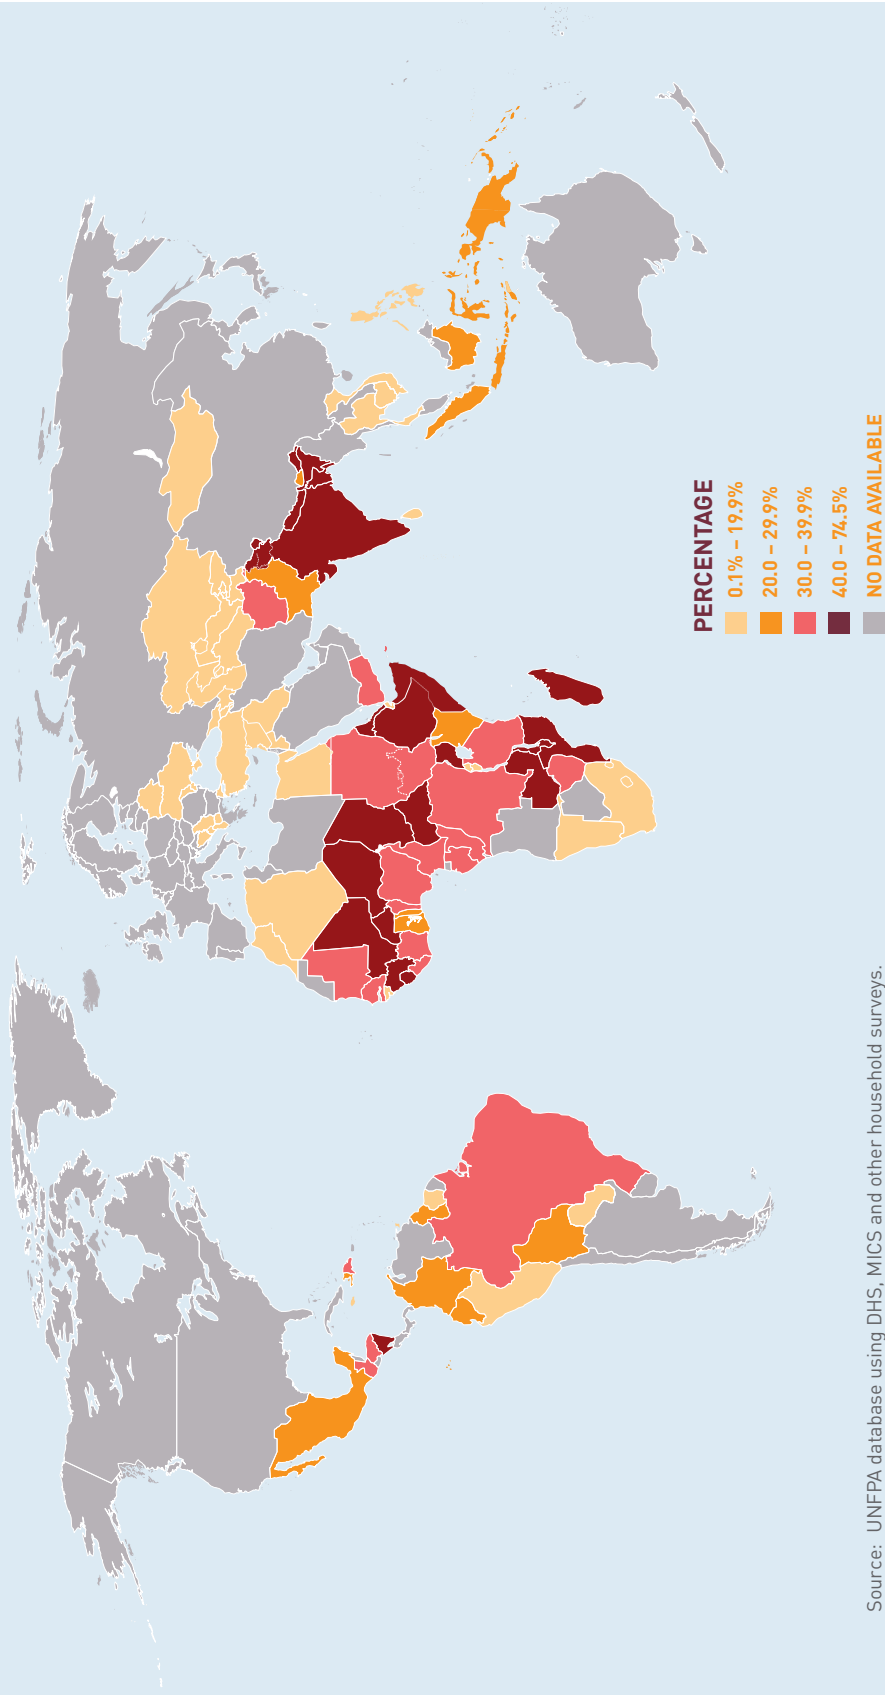 PERCENTAGE
0.1% – 19.9%
20.0 – 29.9%
30.0 – 39.9%
40.0 – 74.5%
NO DATA AVAILABLE
Source: UNFPA database using DHS, MICS and other household surveys.